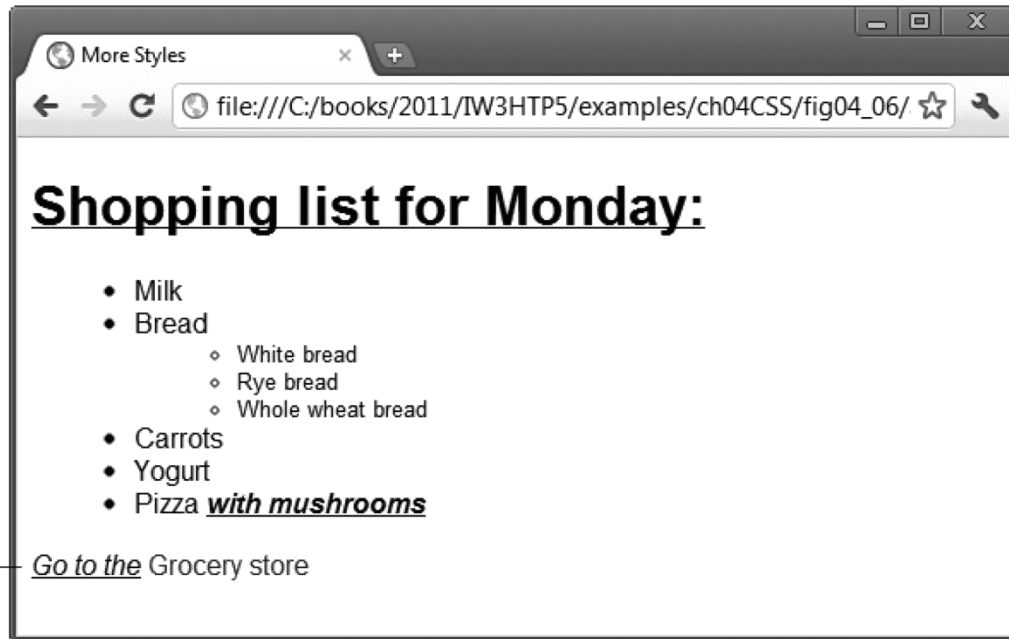 More Styles
file:///C:/books/2011/IW3HTP5/examples/ch04CSS/fig04_06/
Shopping list for Monday:
• Milk
• Bread
◦ White bread
◦ Rye bread
◦ Whole wheat bread
• Carrots
• Yogurt
• Pizza with mushrooms
Go to the Grocery store